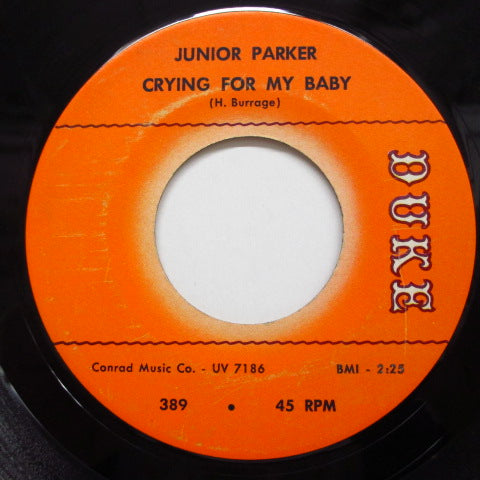 JUNIOR PARKER
CRYING FOR MY BABY
(H. Burrage)
DUKE
Conrad Music Co. - UV 7186
BMI - 2:25
389 • 45 RPM